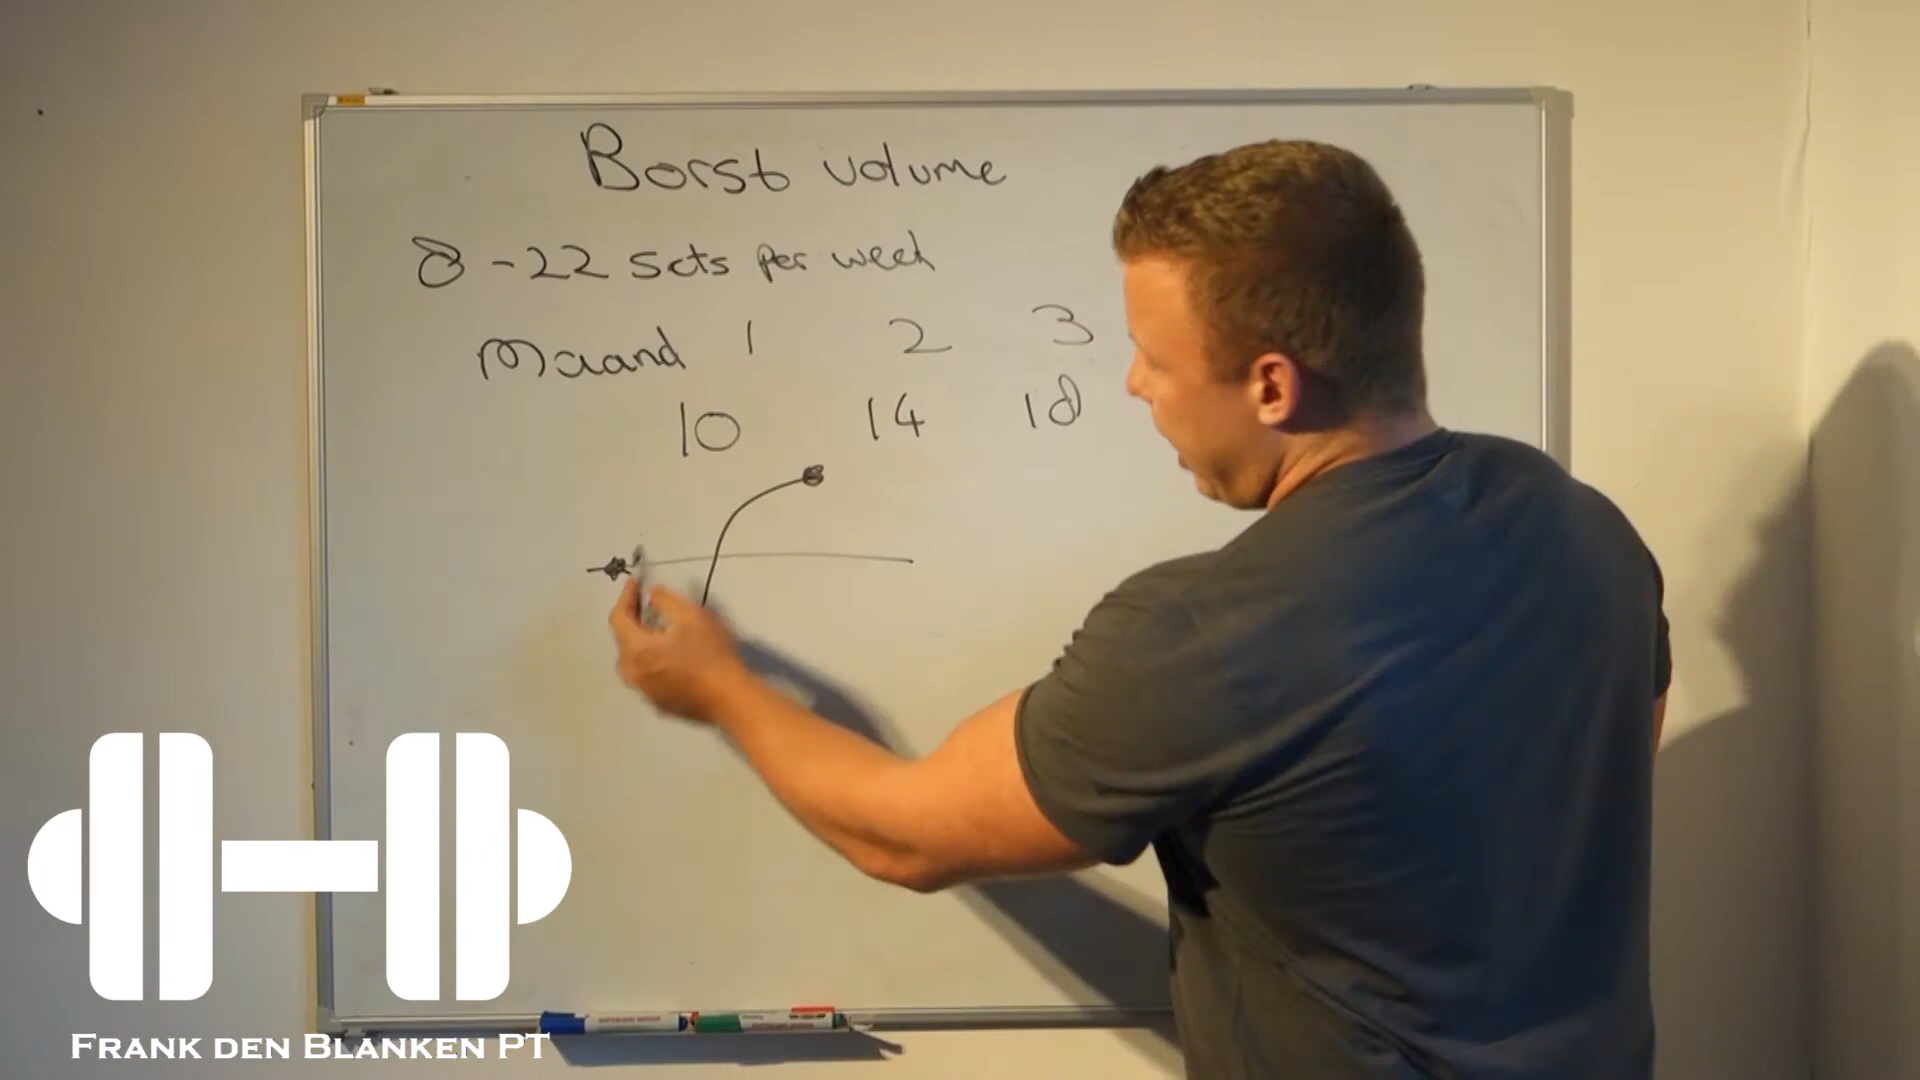 Borst volume
8 - 22 sets per week
Maand 1 2 3
10 14 18
FRANK DEN BLANKEN PT